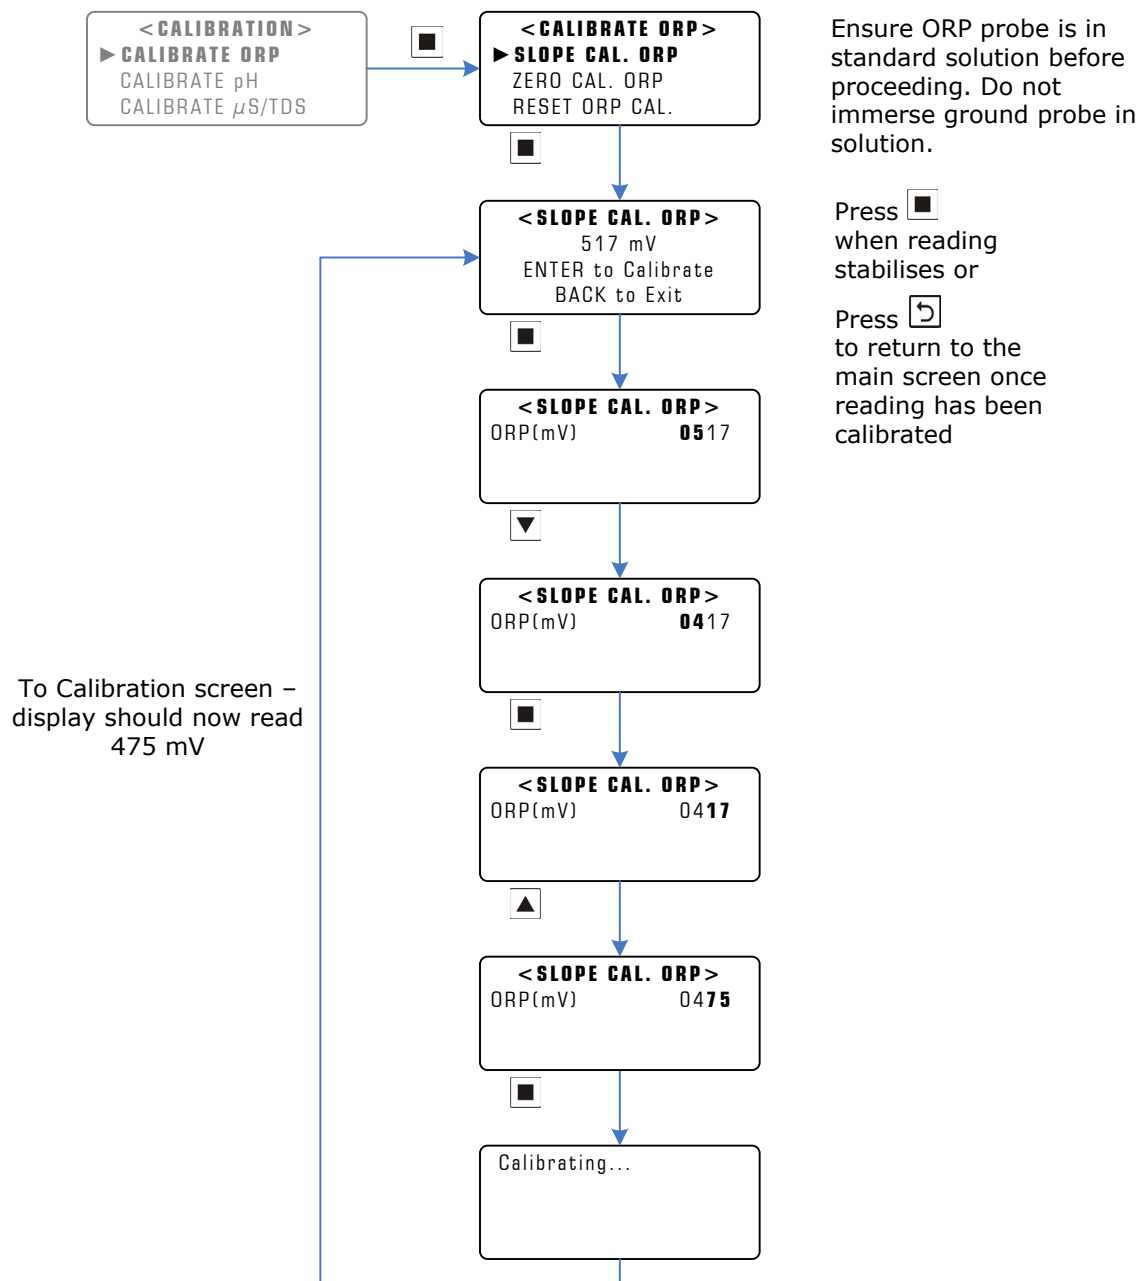 <CALIBRATION>
▶CALIBRATE ORP
CALIBRATE pH
CALIBRATE µS/TDS
<CALIBRATE ORP>
▶SLOPE CAL. ORP
ZERO CAL. ORP
RESET ORP CAL.
Ensure ORP probe is in
standard solution before
proceeding. Do not
immerse ground probe in
solution.
<SLOPE CAL. ORP>
517 mV
ENTER to Calibrate
BACK to Exit
Press
when reading
stabilises or
Press
to return to the
main screen once
reading has been
calibrated
<SLOPE CAL. ORP>
ORP(mV) 0517
<SLOPE CAL. ORP>
ORP(mV) 0417
To Calibration screen –
display should now read
475 mV
<SLOPE CAL. ORP>
ORP(mV) 0417
<SLOPE CAL. ORP>
ORP(mV) 0475
Calibrating...